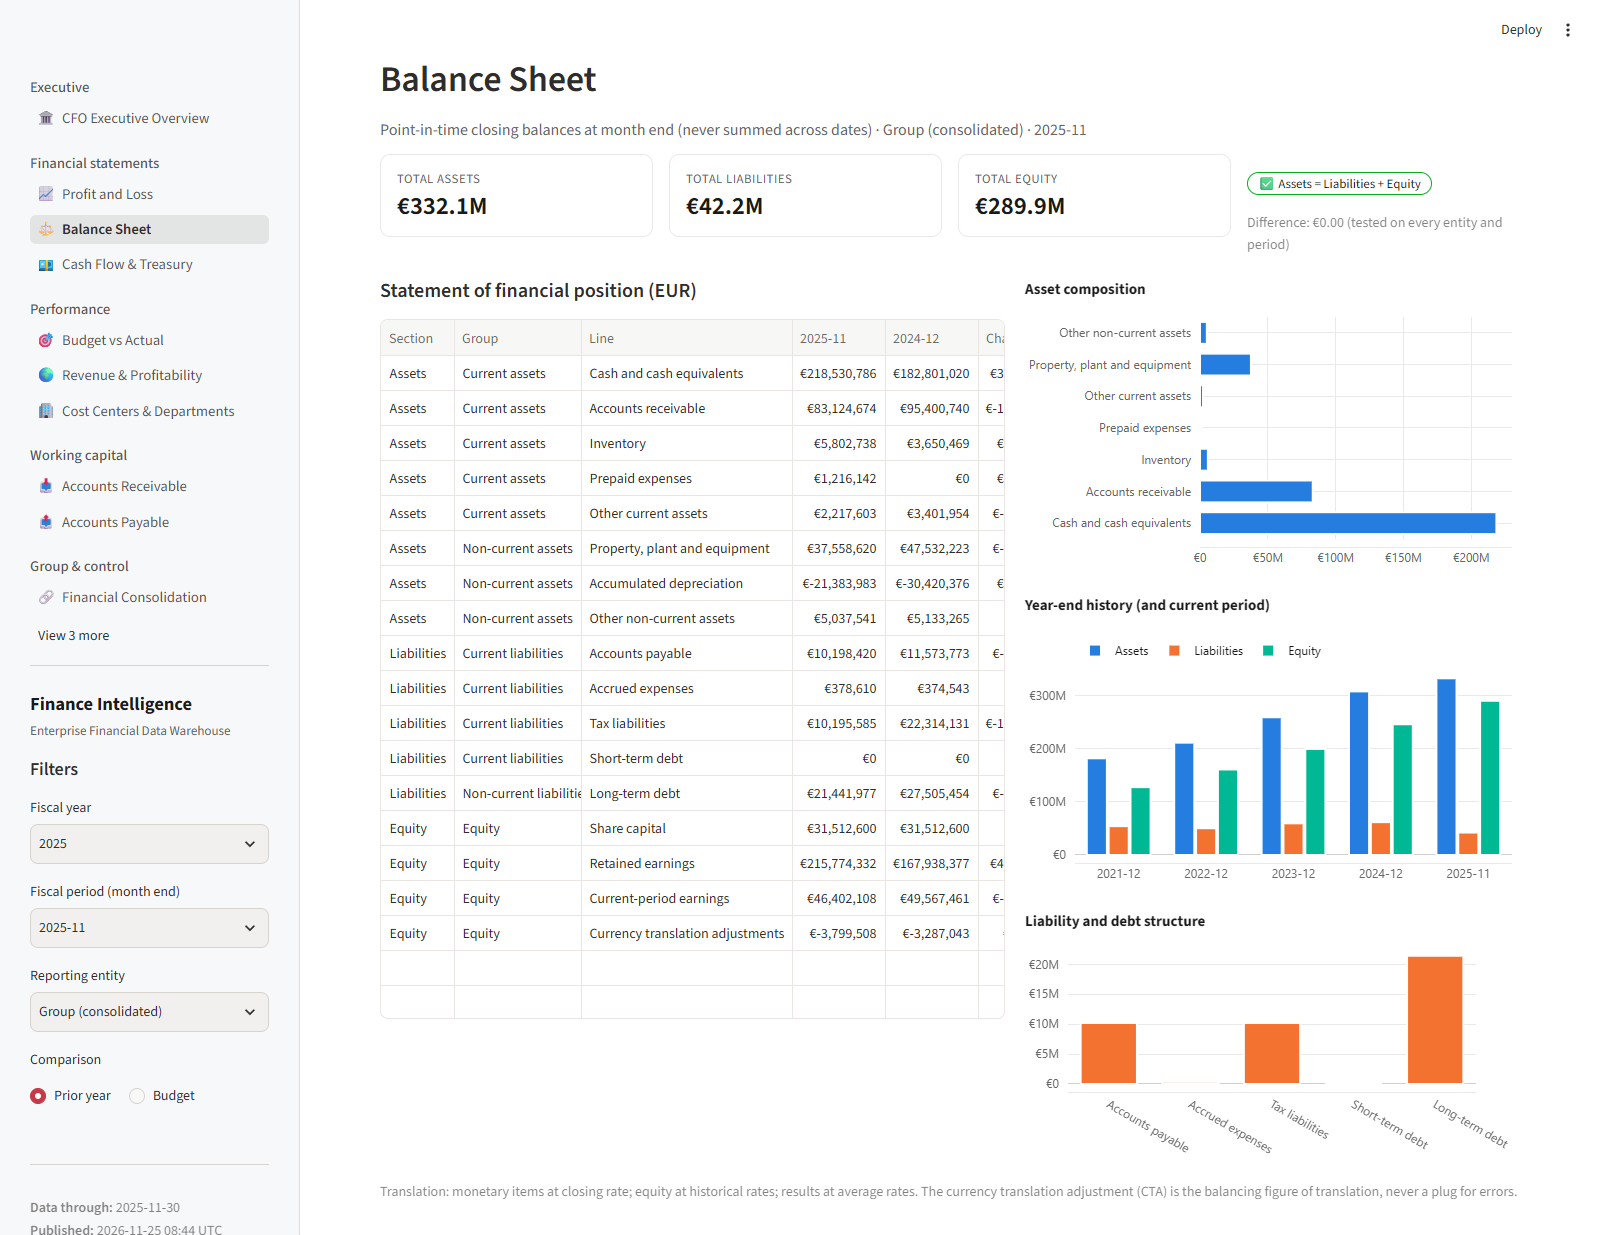 Deploy
Executive
CFO Executive Overview
Financial statements
Profit and Loss
Balance Sheet
Cash Flow & Treasury
Performance
Budget vs Actual
Revenue & Profitability
Cost Centers & Departments
Working capital
Accounts Receivable
Accounts Payable
Group & control
Financial Consolidation
View 3 more
Finance Intelligence
Enterprise Financial Data Warehouse
Filters
Fiscal year
2025
Fiscal period (month end)
2025-11
Reporting entity
Group (consolidated)
Comparison
Prior year Budget
Data through: 2025-11-30
Published: 2026-11-25 08:44 UTC
Balance Sheet
Point-in-time closing balances at month end (never summed across dates) · Group (consolidated) · 2025-11
TOTAL ASSETS
€332.1M
TOTAL LIABILITIES
€42.2M
TOTAL EQUITY
€289.9M
Assets = Liabilities + Equity
Difference: €0.00 (tested on every entity and
period)
Statement of financial position (EUR)
Section Group Line 2025-11 2024-12
Assets Current assets Cash and cash equivalents €218,530,786 €182,801,020
Assets Current assets Accounts receivable €83,124,674 €95,400,740
Assets Current assets Inventory €5,802,738 €3,650,469
Assets Current assets Prepaid expenses €1,216,142 €0
Assets Current assets Other current assets €2,217,603 €3,401,954
Assets Non-current assets Property, plant and equipment €37,558,620 €47,532,223
Assets Non-current assets Accumulated depreciation €-21,383,983 €-30,420,376
Assets Non-current assets Other non-current assets €5,037,541 €5,133,265
Liabilities Current liabilities Accounts payable €10,198,420 €11,573,773
Liabilities Current liabilities Accrued expenses €378,610 €374,543
Liabilities Current liabilities Tax liabilities €10,195,585 €22,314,131
Liabilities Current liabilities Short-term debt €0 €0
Liabilities Non-current liabilitie Long-term debt €21,441,977 €27,505,454
Equity Equity Share capital €31,512,600 €31,512,600
Equity Equity Retained earnings €215,774,332 €167,938,377
Equity Equity Current-period earnings €46,402,108 €49,567,461
Equity Equity Currency translation adjustments €-3,799,508 €-3,287,043
Asset composition
Other non-current assets
Property, plant and equipment
Other current assets
Prepaid expenses
Inventory
Accounts receivable
Cash and cash equivalents
€0 €50M €100M €150M €200M
Year-end history (and current period)
Assets Liabilities Equity
€300M
€200M
€100M
€0
2021-12 2022-12 2023-12 2024-12 2025-11
Liability and debt structure
€20M
€15M
€10M
€5M
€0
Accounts payable Accrued expenses Tax liabilities Short-term debt Long-term debt
Translation: monetary items at closing rate; equity at historical rates; results at average rates. The currency translation adjustment (CTA) is the balancing figure of translation, never a plug for errors.